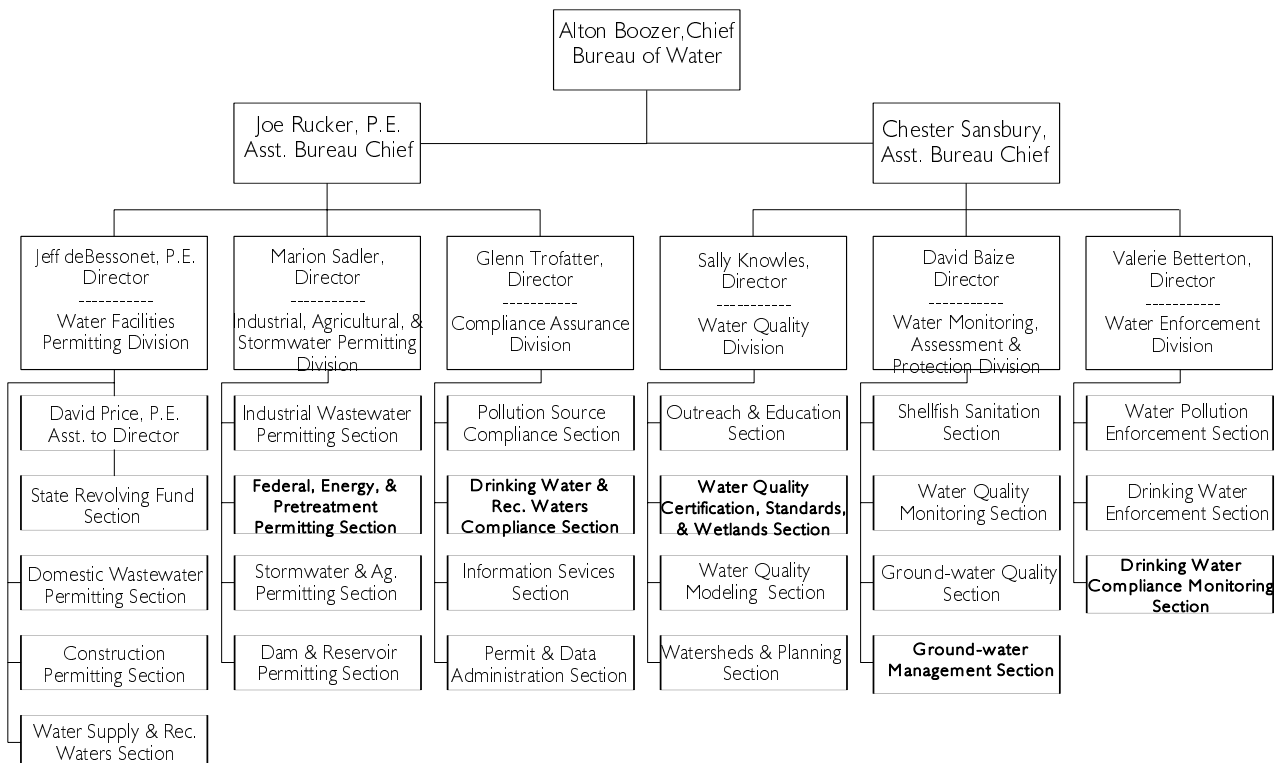 Alton Boozer,Chief
Bureau of Water
Joe Rucker, P.E.
Asst. Bureau Chief
Chester Sansbury,
Asst. Bureau Chief
Jeff deBessonet, P.E.
Director
-----------
Water Facilities
Permitting Division
David Price, P.E.
Asst. to Director
State Revolving Fund
Section
Domestic Wastewater
Permitting Section
Construction
Permitting Section
Water Supply & Rec.
Waters Section
Marion Sadler,
Director
-----------
Industrial, Agricultural, &
Stormwater Permitting
Division
Industrial Wastewater
Permitting Section
Federal, Energy, &
Pretreatment
Permitting Section
Stormwater & Ag.
Permitting Section
Dam & Reservoir
Permitting Section
Glenn Trofatter,
Director
-----------
Compliance Assurance
Division
Pollution Source
Compliance Section
Drinking Water &
Rec. Waters
Compliance Section
Information Sevices
Section
Permit & Data
Administration Section
Sally Knowles,
Director
-----------
Water Quality
Division
Outreach & Education
Section
Water Quality
Certification, Standards,
& Wetlands Section
Water Quality
Modeling Section
Watersheds & Planning
Section
David Baize
Director
-----------
Water Monitoring,
Assessment &
Protection Division
Shellfish Sanitation
Section
Water Quality
Monitoring Section
Ground-water Quality
Section
Ground-water
Management Section
Valerie Betterton,
Director
-----------
Water Enforcement
Division
Water Pollution
Enforcement Section
Drinking Water
Enforcement Section
Drinking Water
Compliance Monitoring
Section